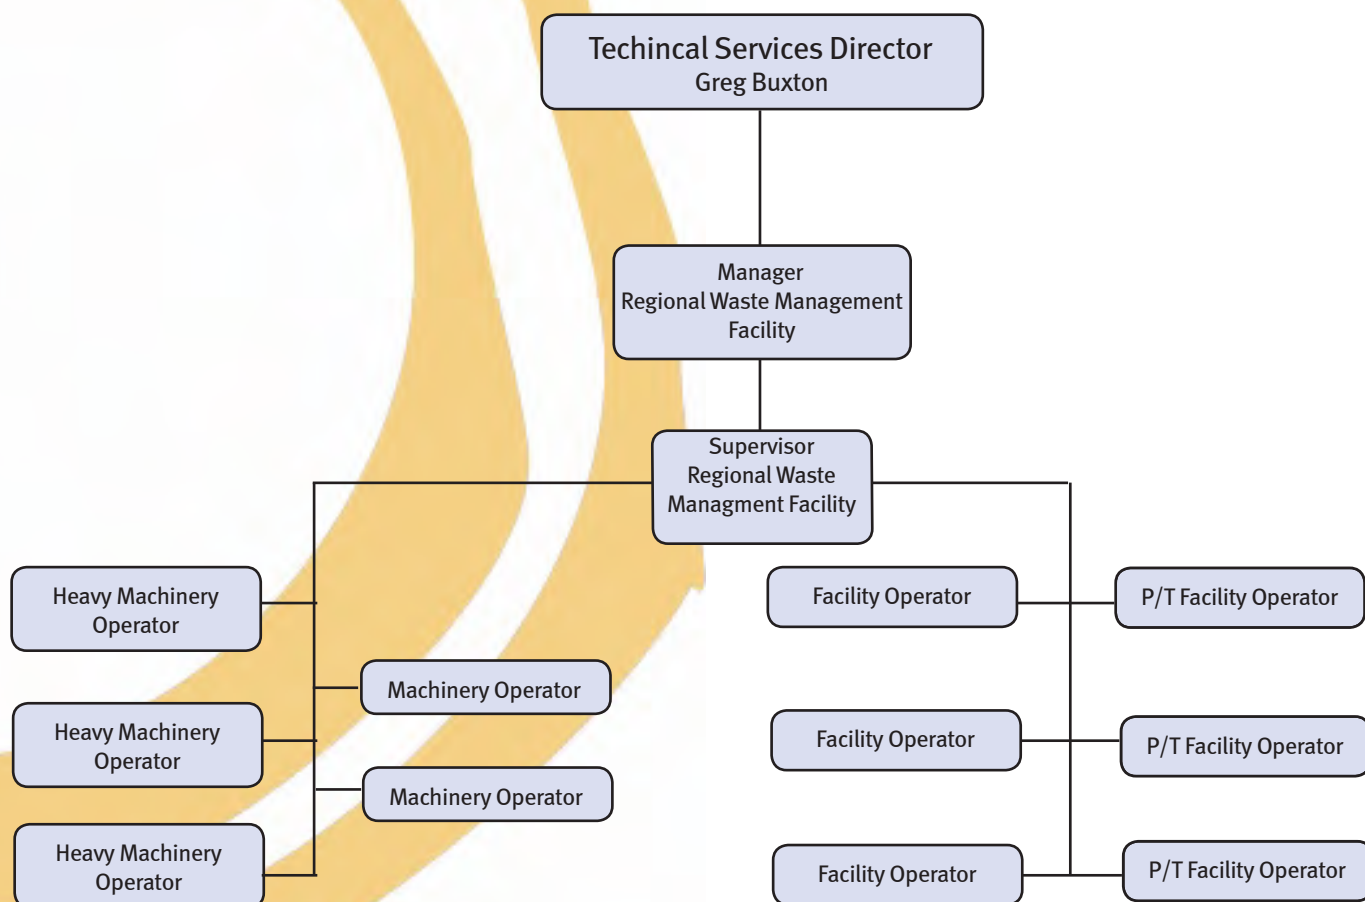 Techincal Services Director
Greg Buxton
Manager
Regional Waste Management
Facility
Supervisor
Regional Waste
Managment Facility
Heavy Machinery
Operator
Machinery Operator
Heavy Machinery
Operator
Machinery Operator
Heavy Machinery
Operator
Facility Operator
P/T Facility Operator
Facility Operator
P/T Facility Operator
Facility Operator
P/T Facility Operator